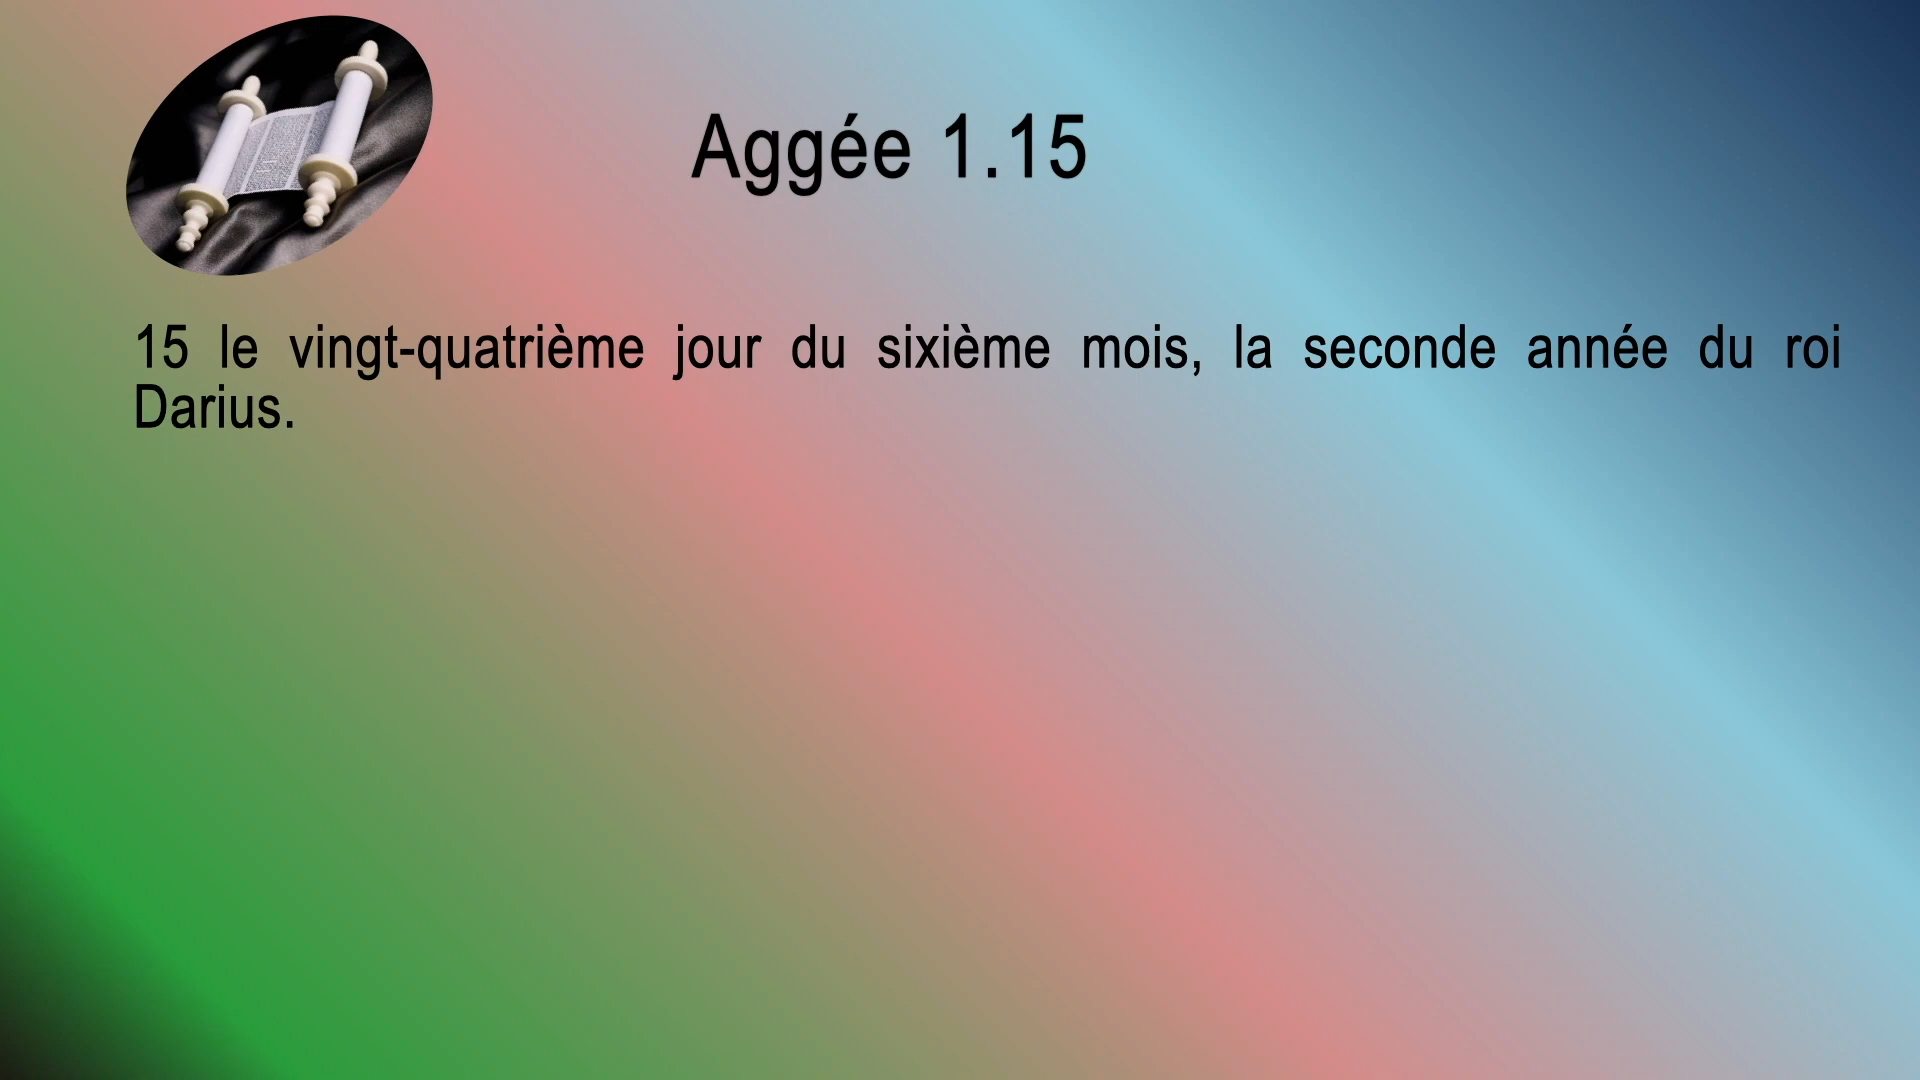 Aggée 1.15
15 le vingt-quatrième jour du sixième mois, la seconde année du roi
Darius.